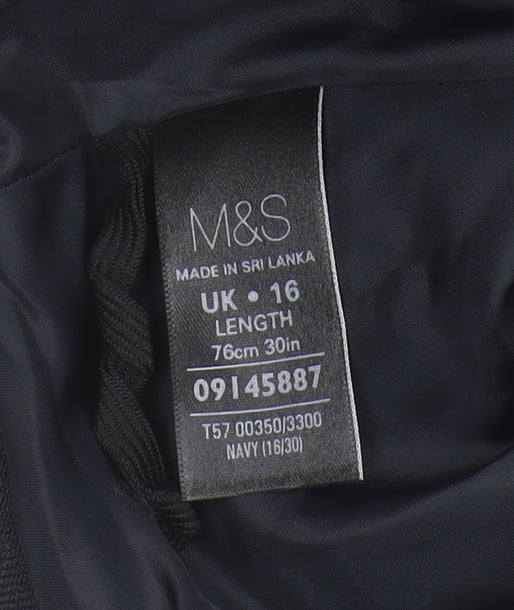 M&S
MADE IN SRI LANKA
UK • 16
LENGTH
76cm 30in
09145887
T57 00350/3300
NAVY (16/30)